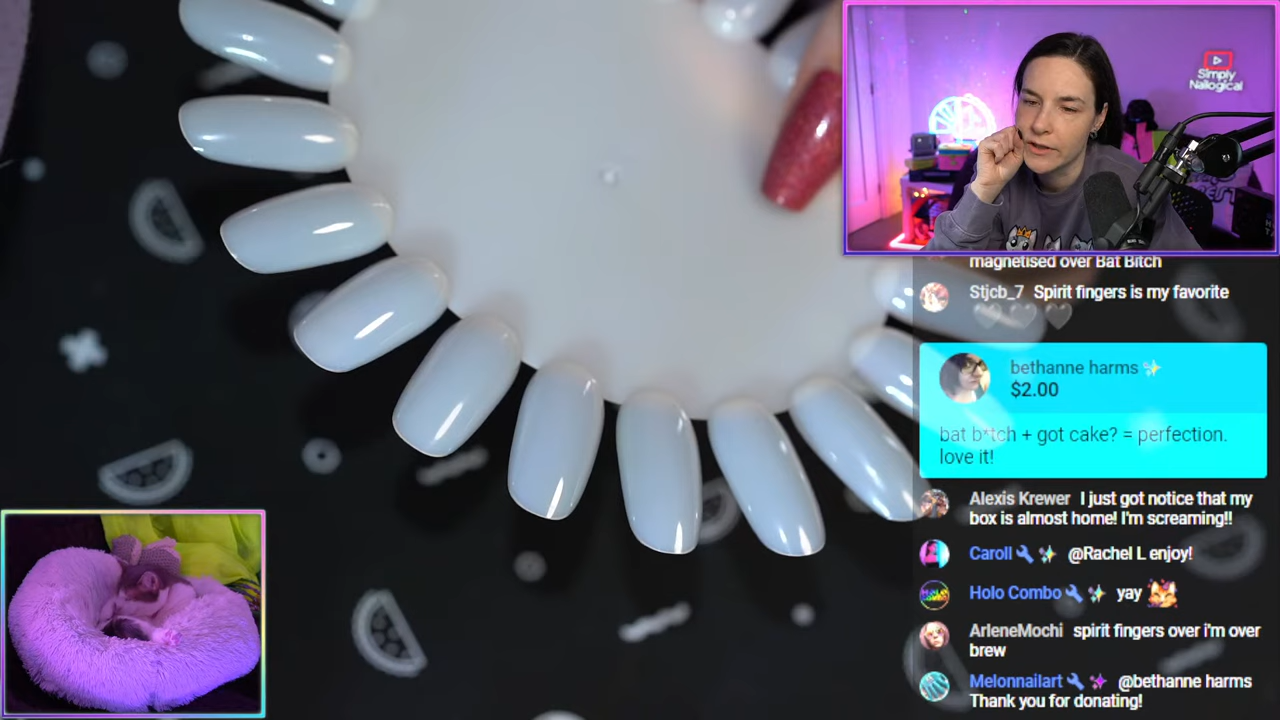 Simply
Nailogical
magnetised over Bat Bitch
Stjcb_7 Spirit fingers is my favorite
bethanne harms
$2.00
bat b*tch + got cake? = perfection.
love it!
Alexis Krewer I just got notice that my
box is almost home! I'm screaming!!
Caroll @Rachel L enjoy!
Holo Combo yay
ArleneMochi spirit fingers over i'm over
brew
Melonnailart @bethanne harms
Thank you for donating!